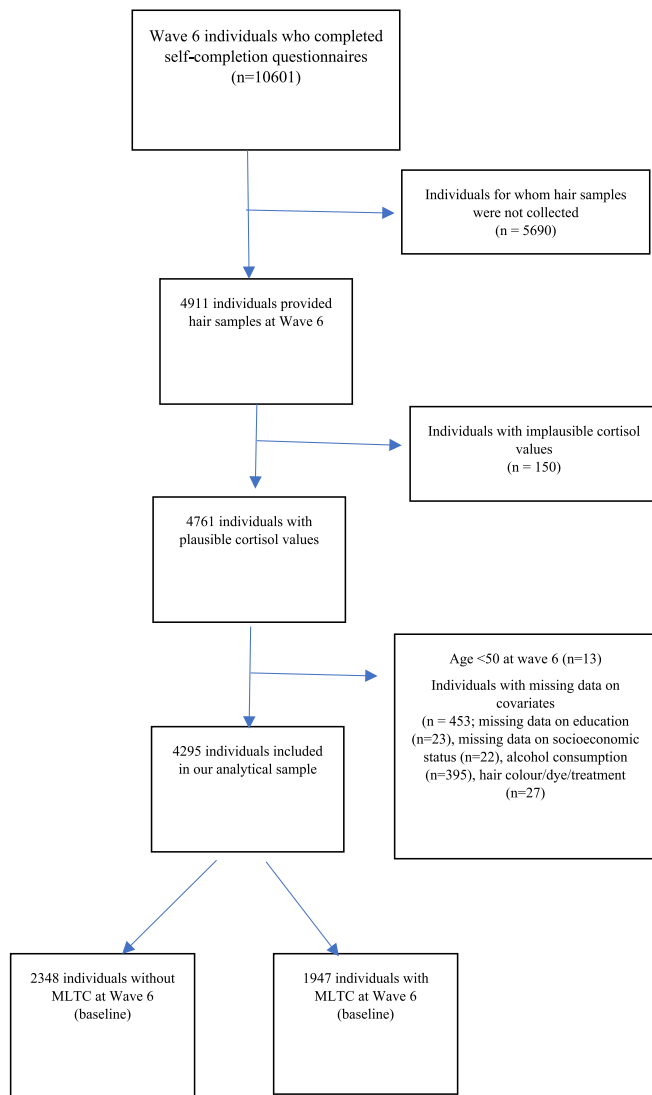 Wave 6 individuals who completed
self-completion questionnaires
(n=10601)
Individuals for whom hair samples
were not collected
(n = 5690)
4911 individuals provided
hair samples at Wave 6
Individuals with implausible cortisol
values
(n = 150)
4761 individuals with
plausible cortisol values
Age <50 at wave 6 (n=13)
Individuals with missing data on
covariates
(n = 453; missing data on education
(n=23), missing data on socioeconomic
status (n=22), alcohol consumption
(n=395), hair colour/dye/treatment
(n=27)
4295 individuals included
in our analytical sample
2348 individuals without
MLTC at Wave 6
(baseline)
1947 individuals with
MLTC at Wave 6
(baseline)